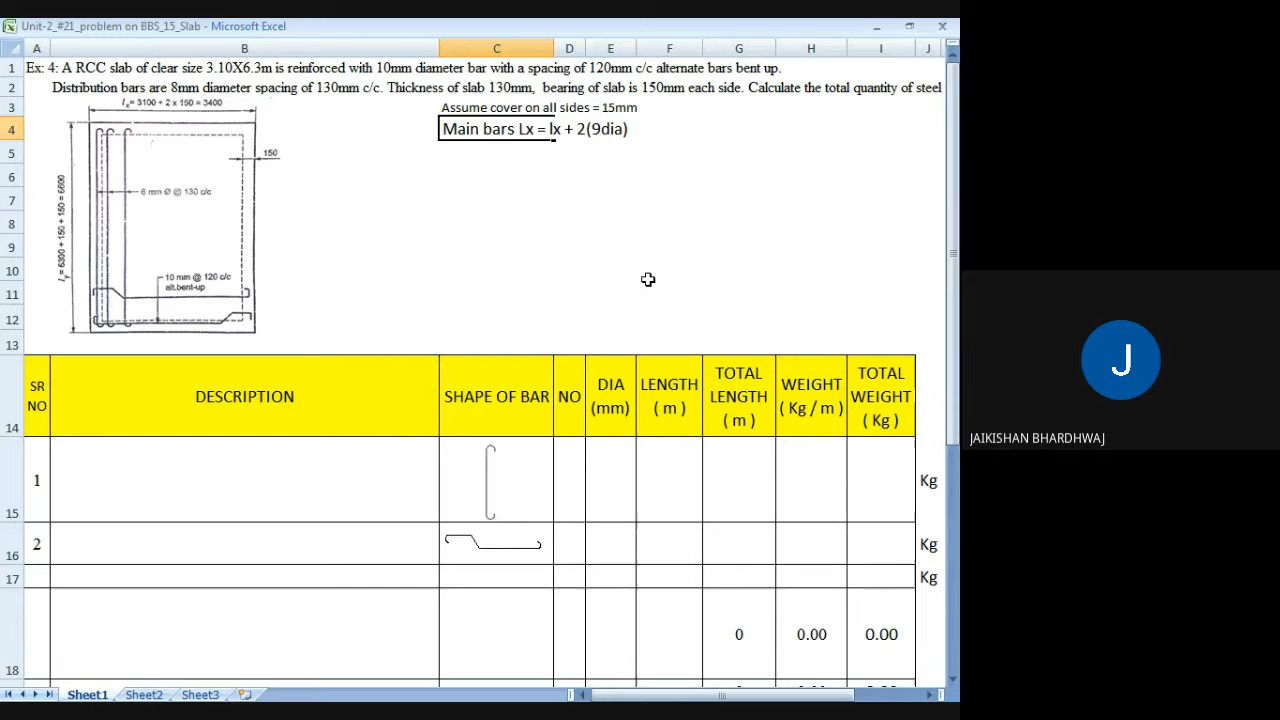 Unit-2_#21_problem on BBS_15_Slab - Microsoft Excel
A B C D E F G H I J
1 Ex: 4: A RCC slab of clear size 3.10X6.3m is reinforced with 10mm diameter bar with a spacing of 120mm c/c alternate bars bent up.
2 Distribution bars are 8mm diameter spacing of 130mm c/c. Thickness of slab 130mm, bearing of slab is 150mm each side. Calculate the total quantity of steel
lx = 3100 + 2 x 150 = 3400
3 Assume cover on all sides = 15mm
4 Main bars Lx = lx + 2(9dia)
5
150
6
6 mm Ø @ 130 c/c
7
8
ly = 6300 + 150 + 150 = 6600
9
10
10 mm @ 120 c/c
alt.bent-up
11
12
13
14
SR NO
DESCRIPTION
SHAPE OF BAR
NO
DIA (mm)
LENGTH ( m )
TOTAL LENGTH ( m )
WEIGHT ( Kg / m )
TOTAL WEIGHT ( Kg )
1 Kg
15
2 Kg
16
17 Kg
0 0.00 0.00
18
Sheet1 Sheet2 Sheet3
J
JAIKISHAN BHARDHWAJ